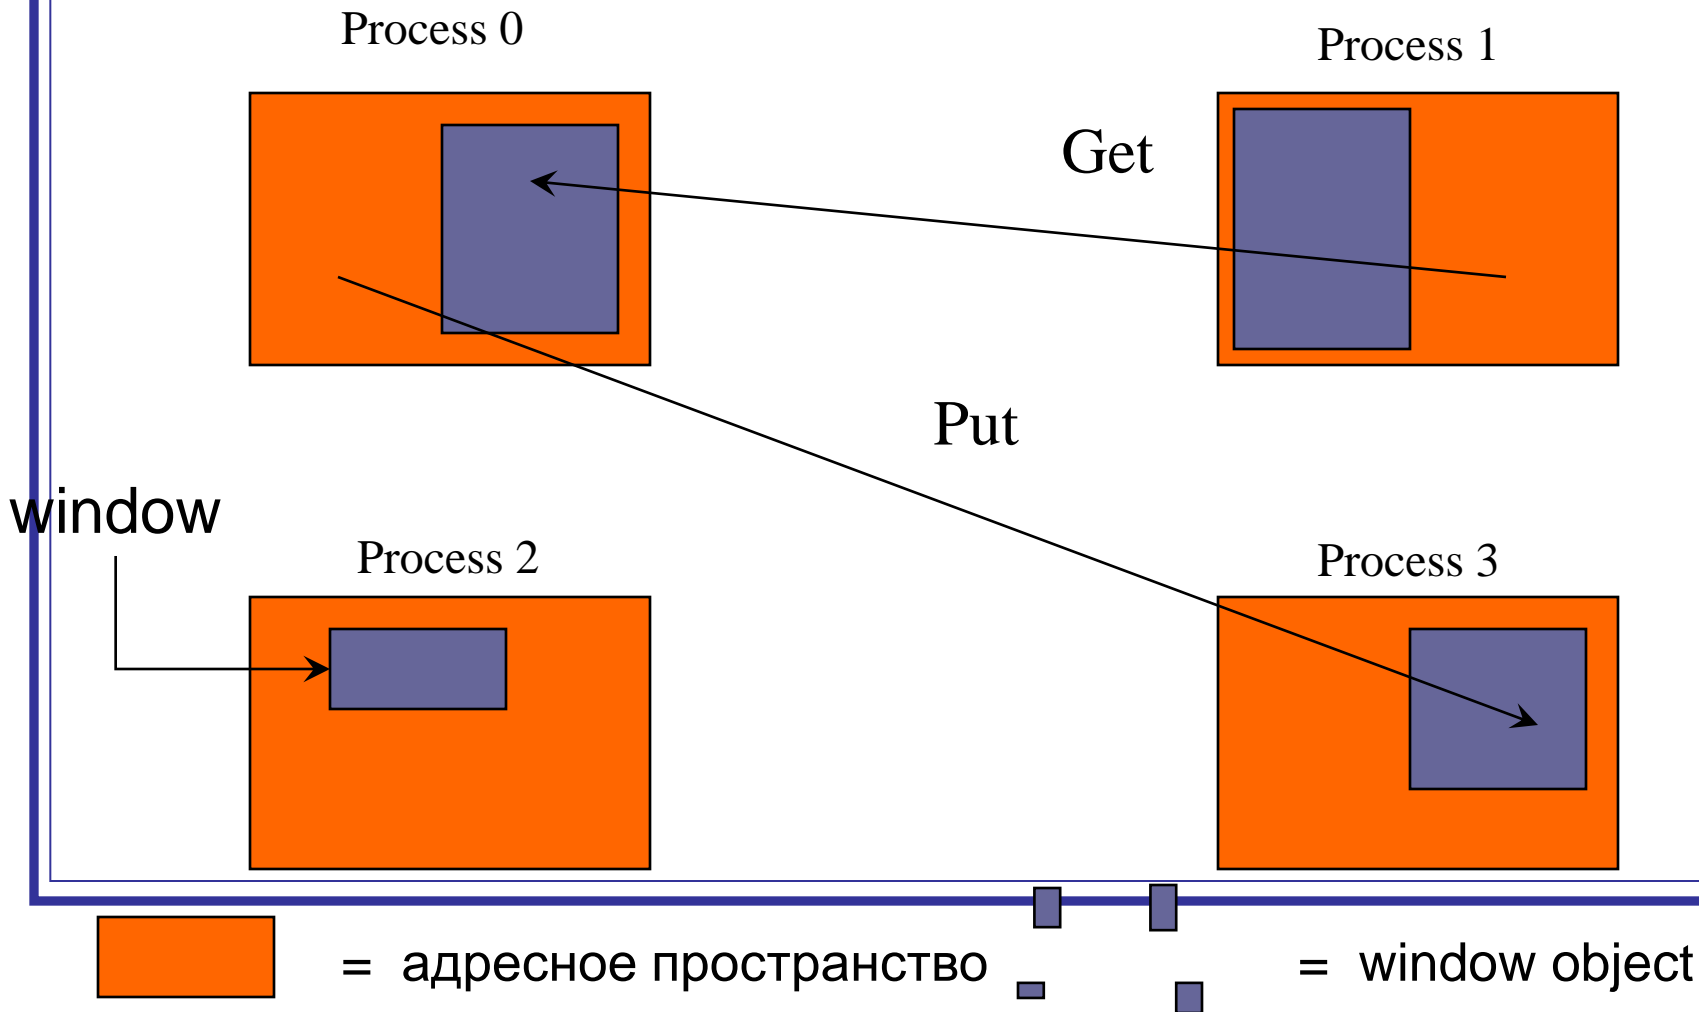 Process 0
Process 1
Get
Put
window
Process 2
Process 3
= адресное пространство
= window object